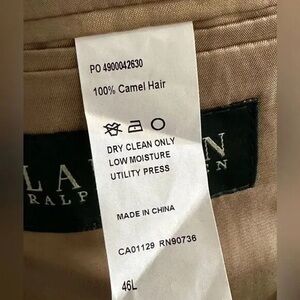 PO 4900042630
100% Camel Hair
DRY CLEAN ONLY
LOW MOISTURE
UTILITY PRESS
MADE IN CHINA
CA01129 RN90736
46L